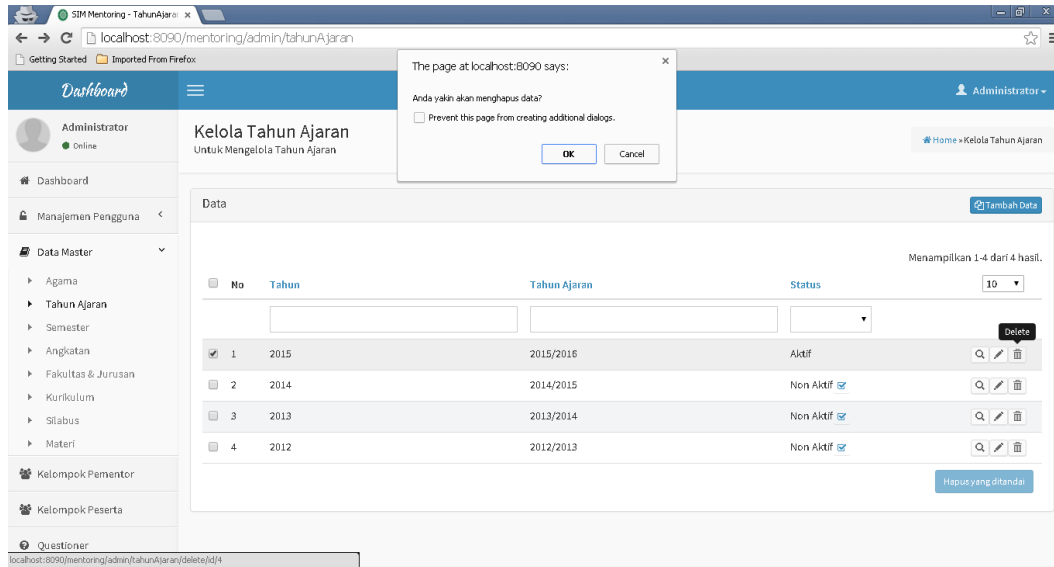 SIM Mentoring - TahunAjara
localhost:8090/mentoring/admin/tahunAjaran
Getting Started Imported From Firefox
The page at localhost:8090 says:
Anda yakin akan menghapus data?
Prevent this page from creating additional dialogs.
OK Cancel
Dashboard Administrator
Administrator
Online
Kelola Tahun Ajaran
Untuk Mengelola Tahun Ajaran
Home » Kelola Tahun Ajaran
Dashboard
Manajemen Pengguna
Data Master
Agama
Tahun Ajaran
Semester
Angkatan
Fakultas & Jurusan
Kurikulum
Silabus
Materi
Kelompok Pementor
Kelompok Peserta
Questioner
Data Tambah Data
Menampilkan 1-4 dari 4 hasil.
No Tahun Tahun Ajaran Status 10
Delete
1 2015 2015/2016 Aktif
2 2014 2014/2015 Non Aktif
3 2013 2013/2014 Non Aktif
4 2012 2012/2013 Non Aktif
Hapus yang ditandai
localhost:8090/mentoring/admin/tahunAjaran/delete/id/4